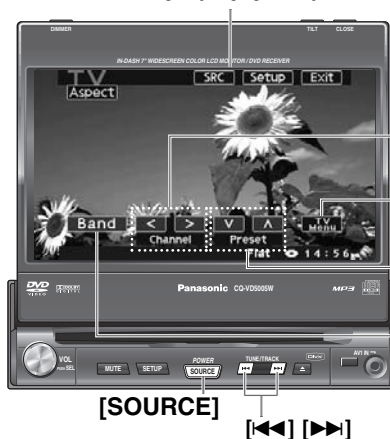 DIMMER TILT CLOSE
IN-DASH 7" WIDESCREEN COLOR LCD MONITOR / DVD RECEIVER
TV SRC Setup Exit
Aspect
Band < > ∨ ∧ TV Menu
Channel Preset
14:56
DVD VIDEO Panasonic CQ-VD5005W MP3
VOL
PUSH SEL MUTE SETUP POWER SOURCE TUNE/TRACK DivX AV1 IN
[SOURCE]
[⏮] [⏭]